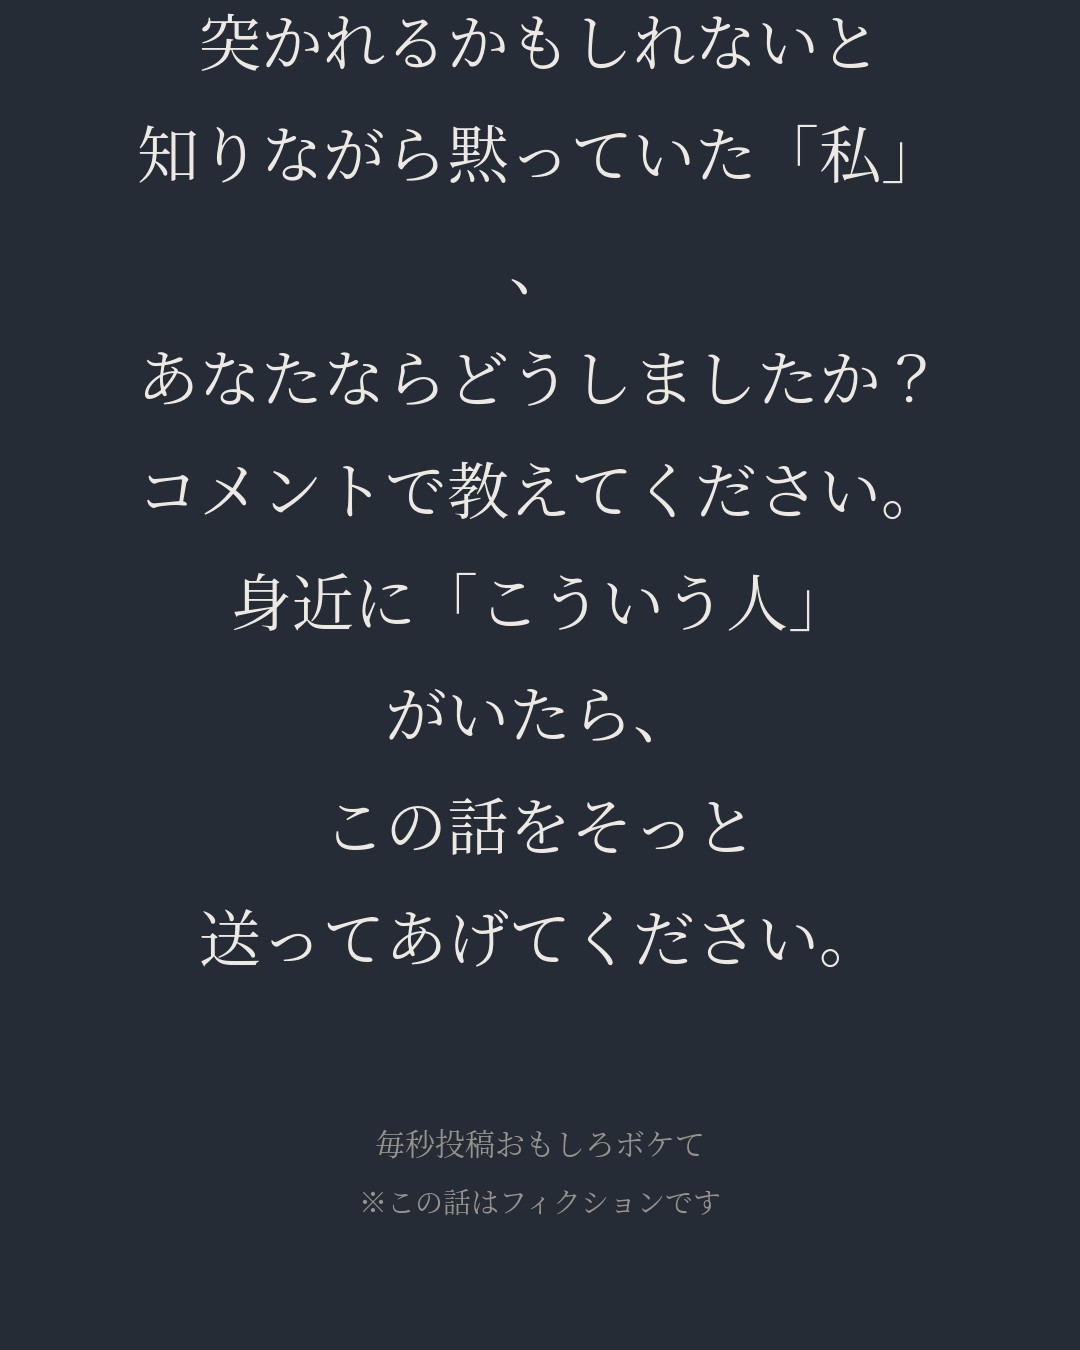 突かれるかもしれないと
知りながら黙っていた「私」
、
あなたならどうしましたか？
コメントで教えてください。
身近に「こういう人」
がいたら、
この話をそっと
送ってあげてください。
毎秒投稿おもしろボケて
※この話はフィクションです